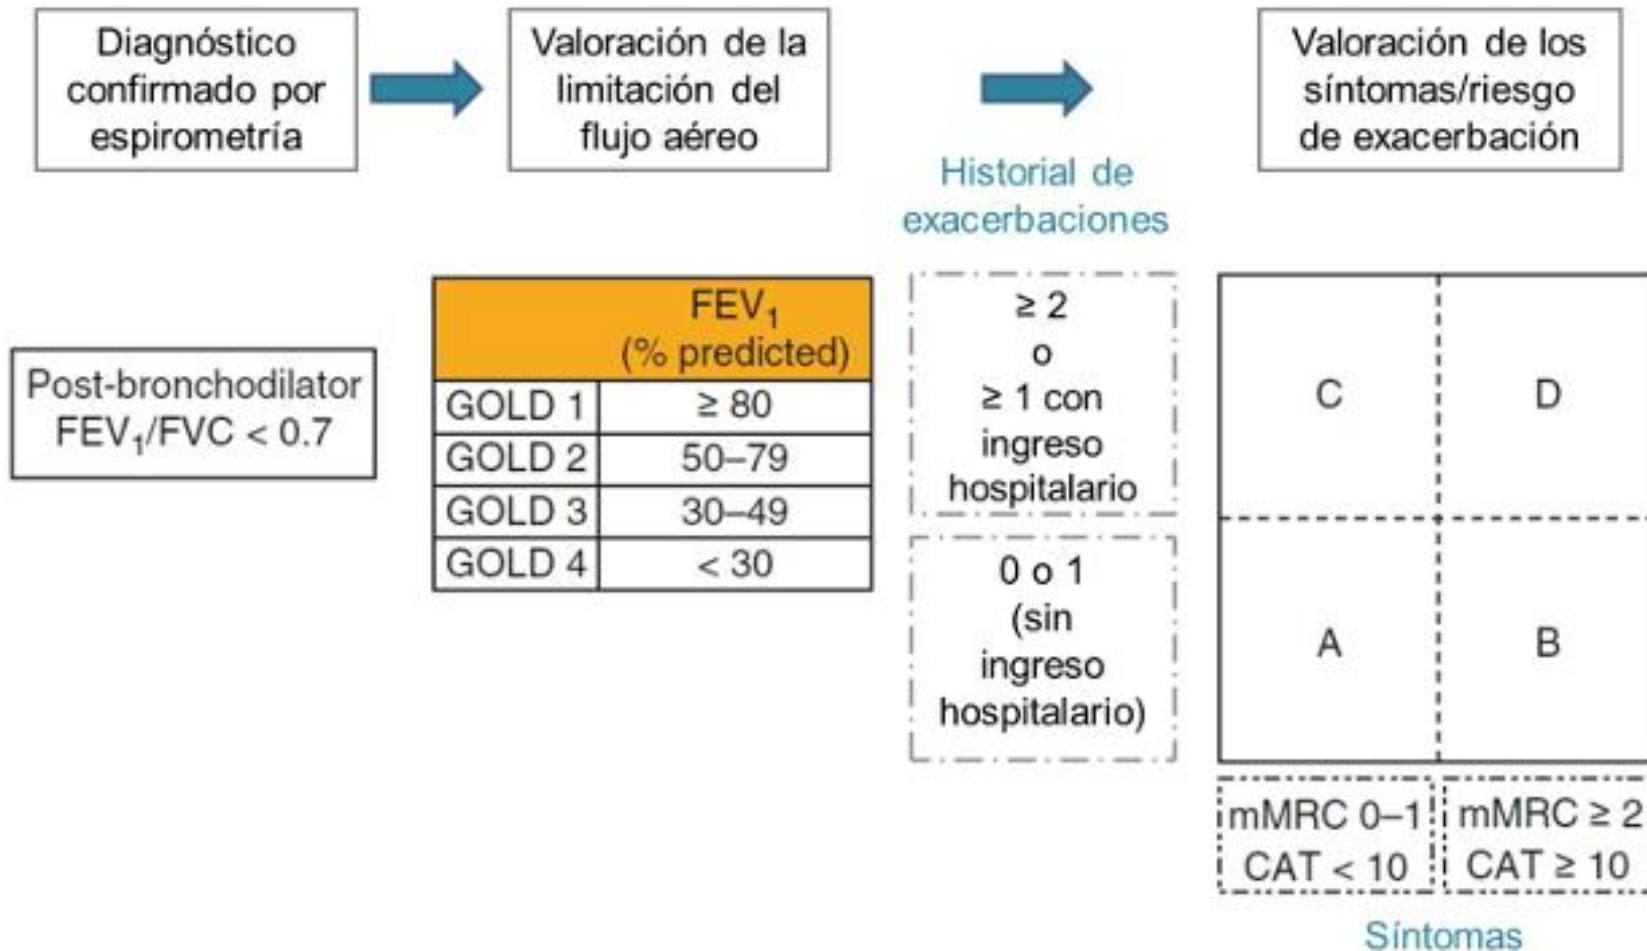 Diagnóstico
confirmado por
espirometría
Valoración de la
limitación del
flujo aéreo
Valoración de los
síntomas/riesgo
de exacerbación
Historial de
exacerbaciones
Post-bronchodilator
FEV₁/FVC < 0.7
FEV₁
(% predicted)
GOLD 1 ≥ 80
GOLD 2 50–79
GOLD 3 30–49
GOLD 4 < 30
≥ 2
o
≥ 1 con
ingreso
hospitalario
0 o 1
(sin
ingreso
hospitalario)
C D
A B
mMRC 0–1 mMRC ≥ 2
CAT < 10 CAT ≥ 10
Síntomas